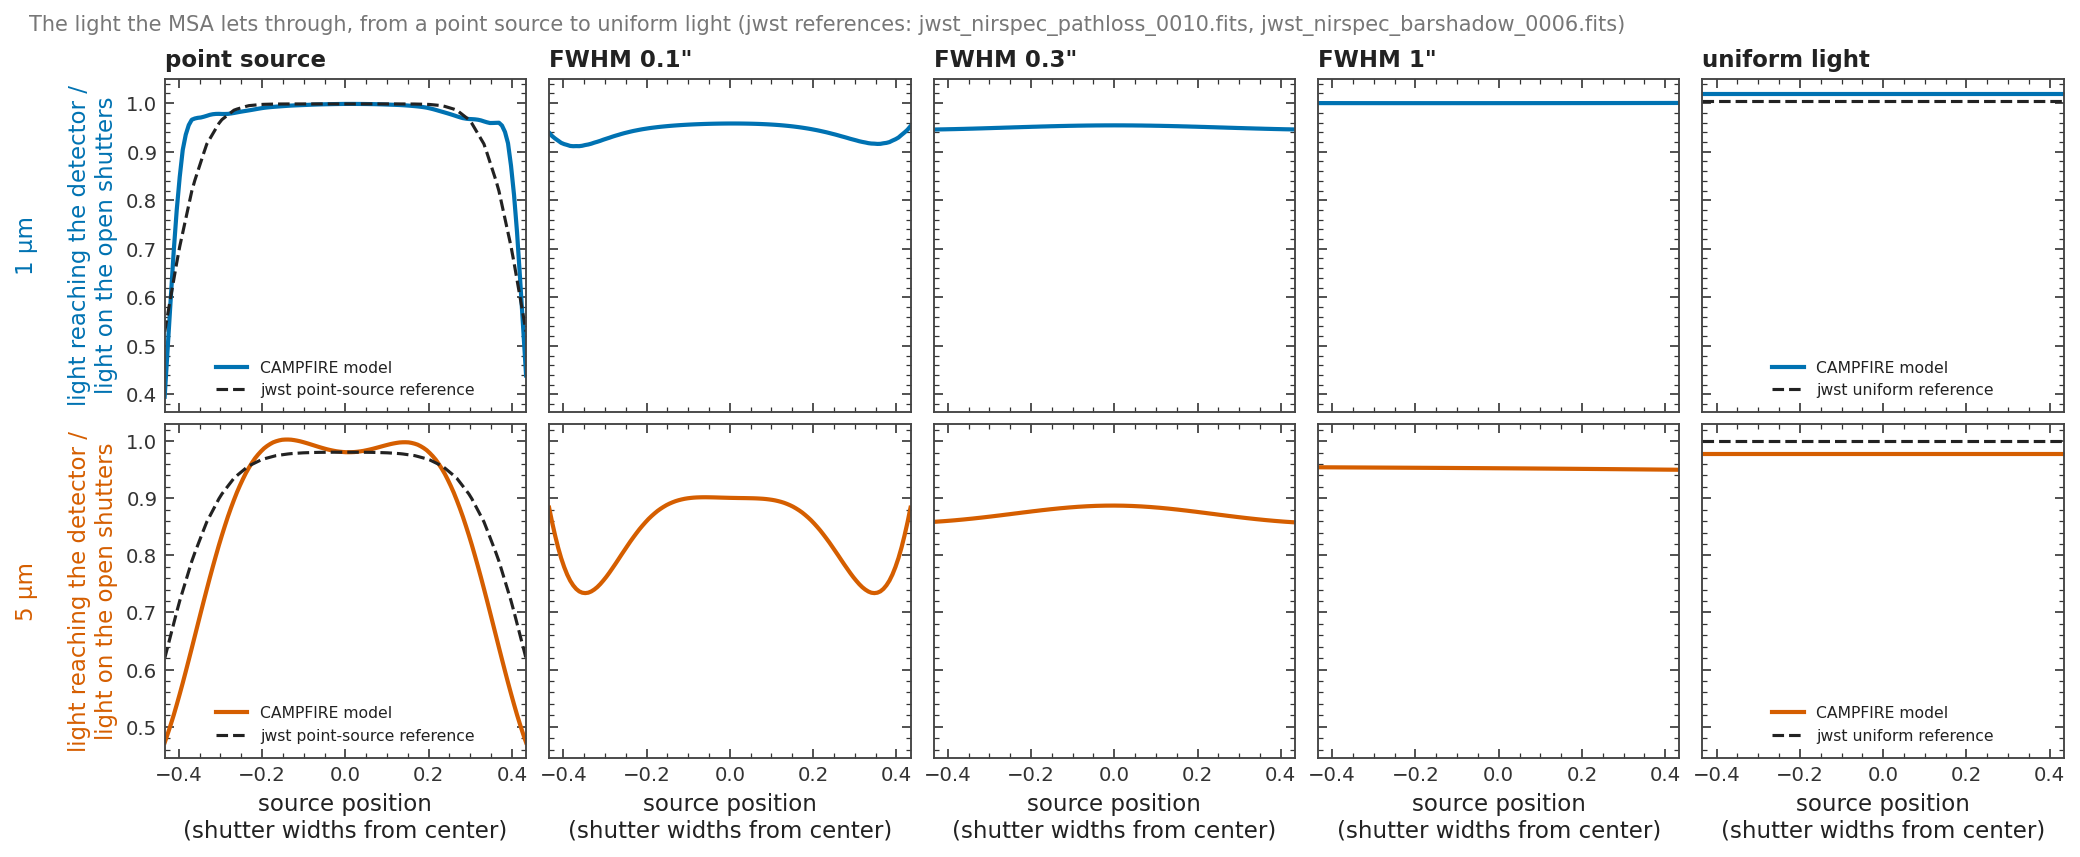 The light the MSA lets through, from a point source to uniform light (jwst references: jwst_nirspec_pathloss_0010.fits, jwst_nirspec_barshadow_0006.fits)
point source
FWHM 0.1"
FWHM 0.3"
FWHM 1"
uniform light
1 µm
light reaching the detector /
light on the open shutters
1.0
0.9
0.8
0.7
0.6
0.5
0.4
CAMPFIRE model
jwst point-source reference
CAMPFIRE model
jwst uniform reference
5 µm
light reaching the detector /
light on the open shutters
1.0
0.9
0.8
0.7
0.6
0.5
CAMPFIRE model
jwst point-source reference
CAMPFIRE model
jwst uniform reference
−0.4 −0.2 0.0 0.2 0.4
−0.4 −0.2 0.0 0.2 0.4
−0.4 −0.2 0.0 0.2 0.4
−0.4 −0.2 0.0 0.2 0.4
−0.4 −0.2 0.0 0.2 0.4
source position
(shutter widths from center)
source position
(shutter widths from center)
source position
(shutter widths from center)
source position
(shutter widths from center)
source position
(shutter widths from center)